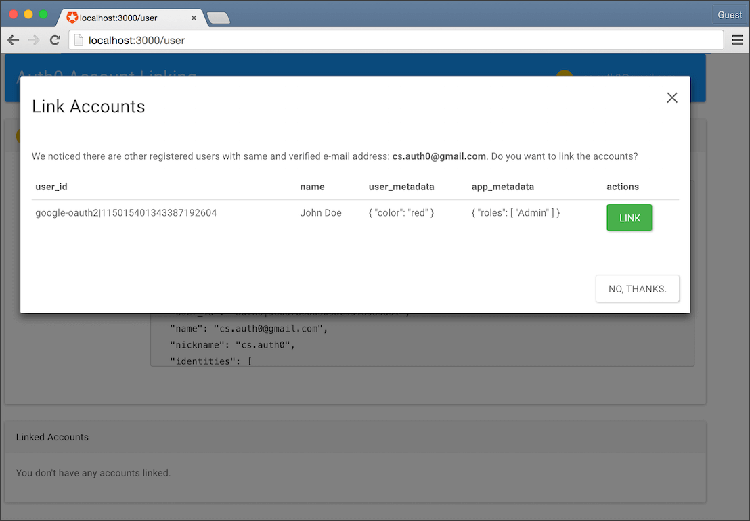 localhost:3000/user
Guest
localhost:3000/user
Auth0 Account Linking
Link Accounts
We noticed there are other registered users with same and verified e-mail address: cs.auth0@gmail.com. Do you want to link the accounts?
user_id name user_metadata app_metadata actions
google-oauth2|115015401343387192604 John Doe { "color": "red" } { "roles": [ "Admin" ] } LINK
NO, THANKS.
"name": "cs.auth0@gmail.com",
"nickname": "cs.auth0",
"identities": [
Linked Accounts
You don't have any accounts linked.